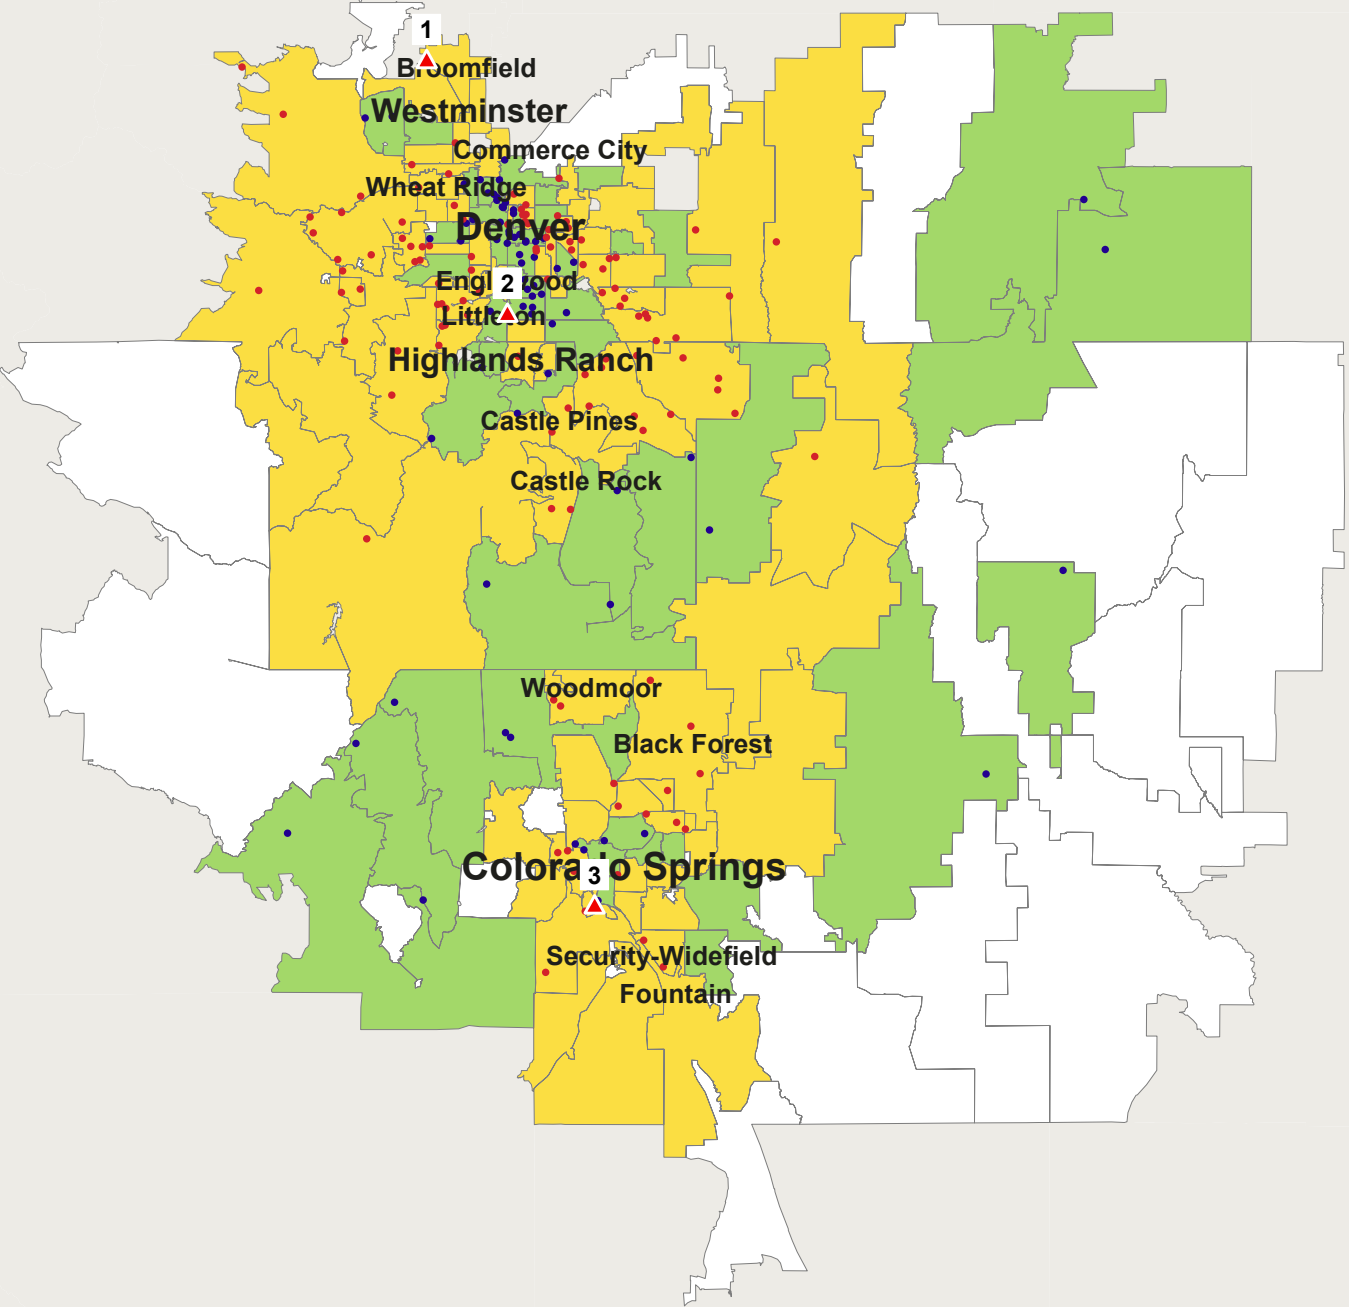 1
Broomfield
Westminster
Commerce City
Wheat Ridge
Denver
Englewood
2
Littleton
Highlands Ranch
Castle Pines
Castle Rock
Woodmoor
Black Forest
Colorado Springs
3
Security-Widefield
Fountain